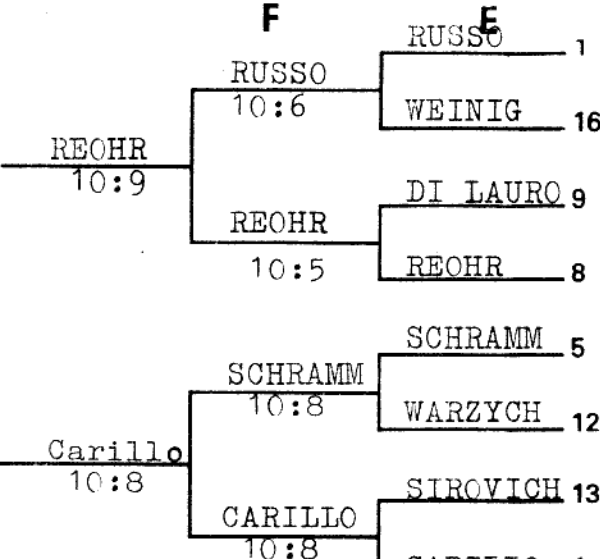 F E
RUSSO 1
RUSSO
10:6
WEINIG 16
REOHR
10:9
DI LAURO 9
REOHR
10:5
REOHR 8
SCHRAMM 5
SCHRAMM
10:8
WARZYCH 12
Carillo
10:8
SIROVICH 13
CARILLO
10:8